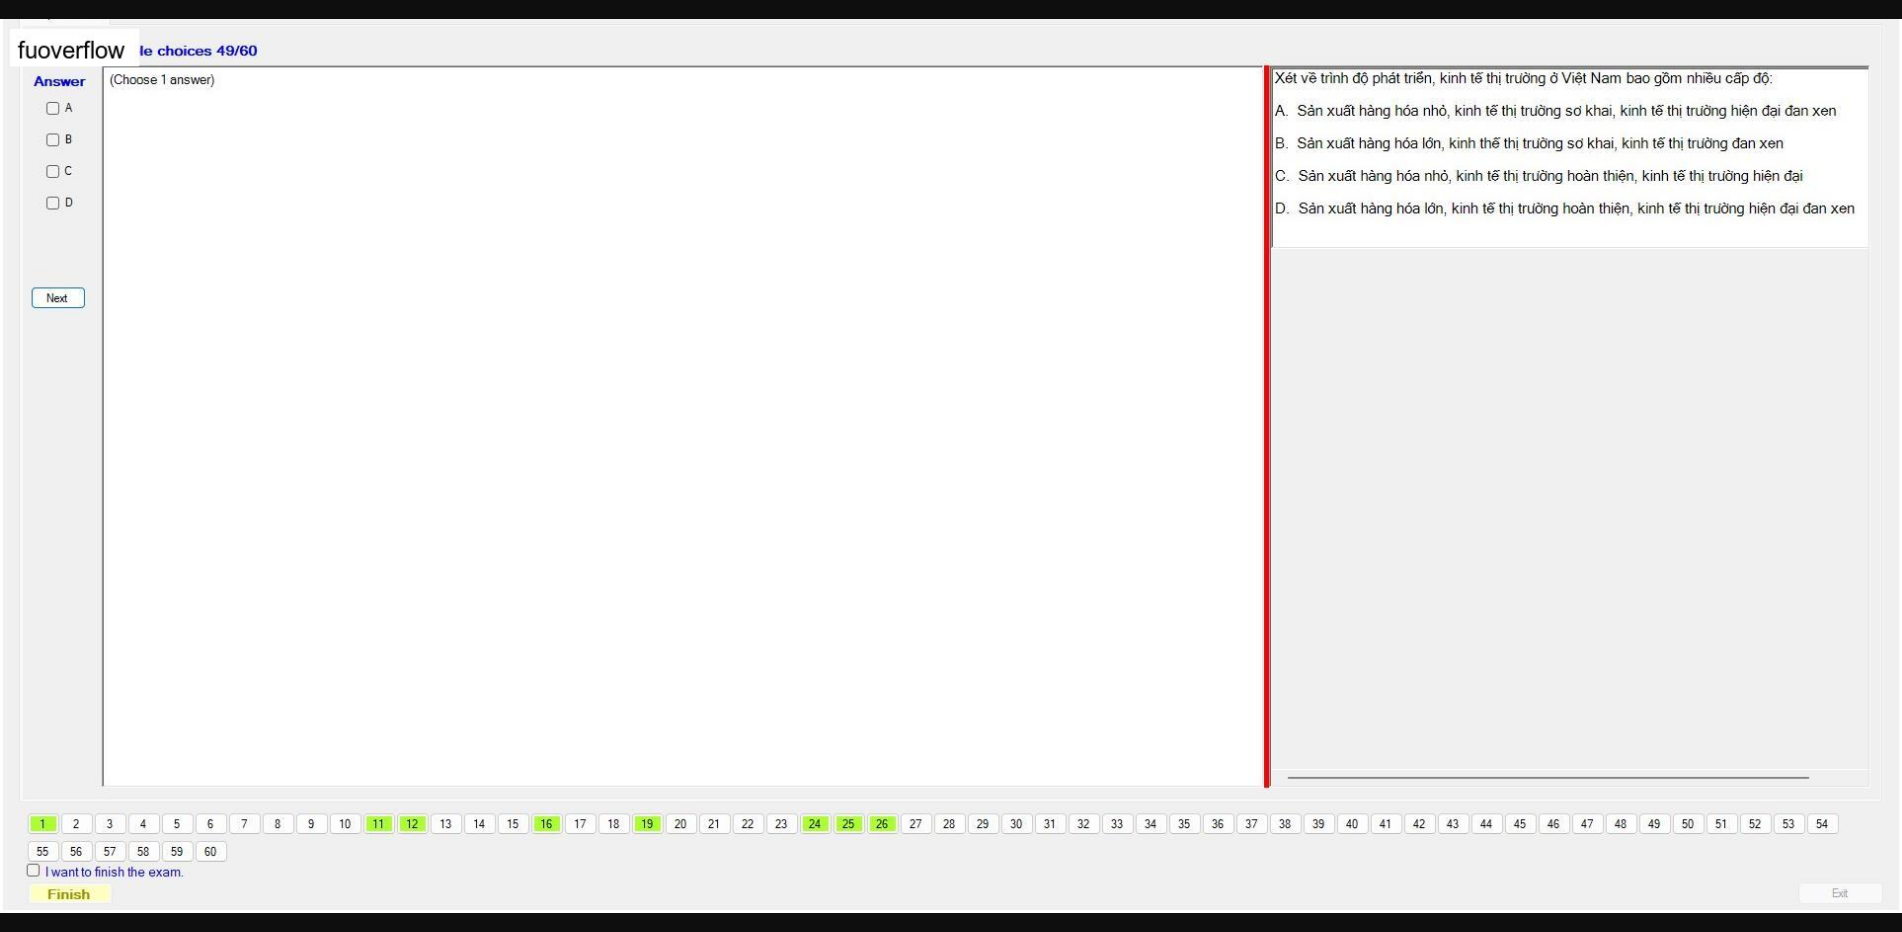 fuoverflow le choices 49/60
Answer
(Choose 1 answer)
A
B
C
D
Next
Xét về trình độ phát triển, kinh tế thị trường ở Việt Nam bao gồm nhiều cấp độ:
A. Sản xuất hàng hóa nhỏ, kinh tế thị trường sơ khai, kinh tế thị trường hiện đại đan xen
B. Sản xuất hàng hóa lớn, kinh thế thị trường sơ khai, kinh tế thị trường đan xen
C. Sản xuất hàng hóa nhỏ, kinh tế thị trường hoàn thiện, kinh tế thị trường hiện đại
D. Sản xuất hàng hóa lớn, kinh tế thị trường hoàn thiện, kinh tế thị trường hiện đại đan xen
1 2 3 4 5 6 7 8 9 10 11 12 13 14 15 16 17 18 19 20 21 22 23 24 25 26 27 28 29 30 31 32 33 34 35 36 37 38 39 40 41 42 43 44 45 46 47 48 49 50 51 52 53 54
55 56 57 58 59 60
I want to finish the exam.
Finish
Exit